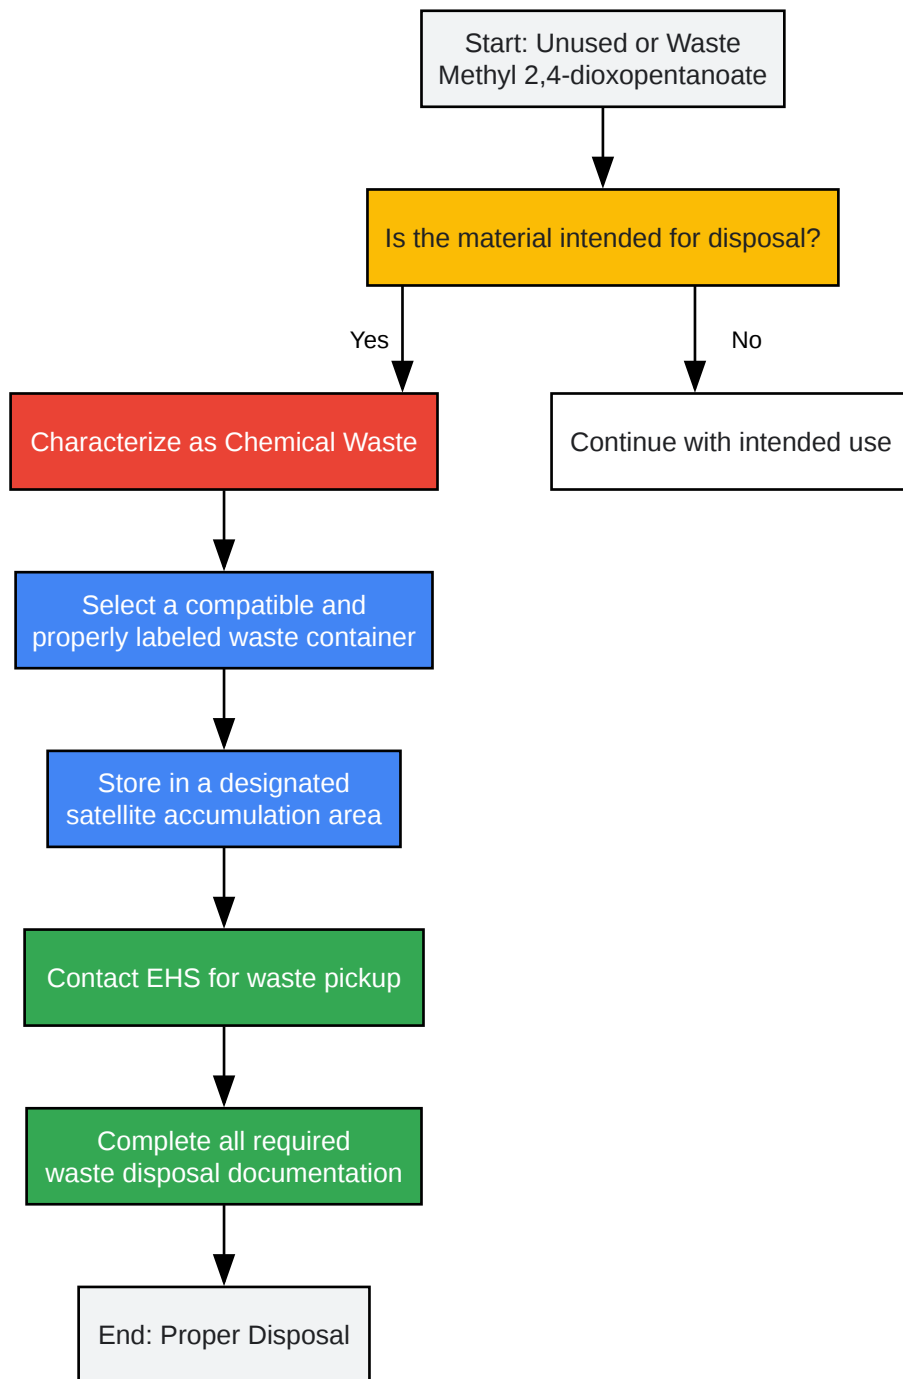 Start: Unused or Waste
Methyl 2,4-dioxopentanoate
Is the material intended for disposal?
Yes
No
Characterize as Chemical Waste
Continue with intended use
Select a compatible and
properly labeled waste container
Store in a designated
satellite accumulation area
Contact EHS for waste pickup
Complete all required
waste disposal documentation
End: Proper Disposal